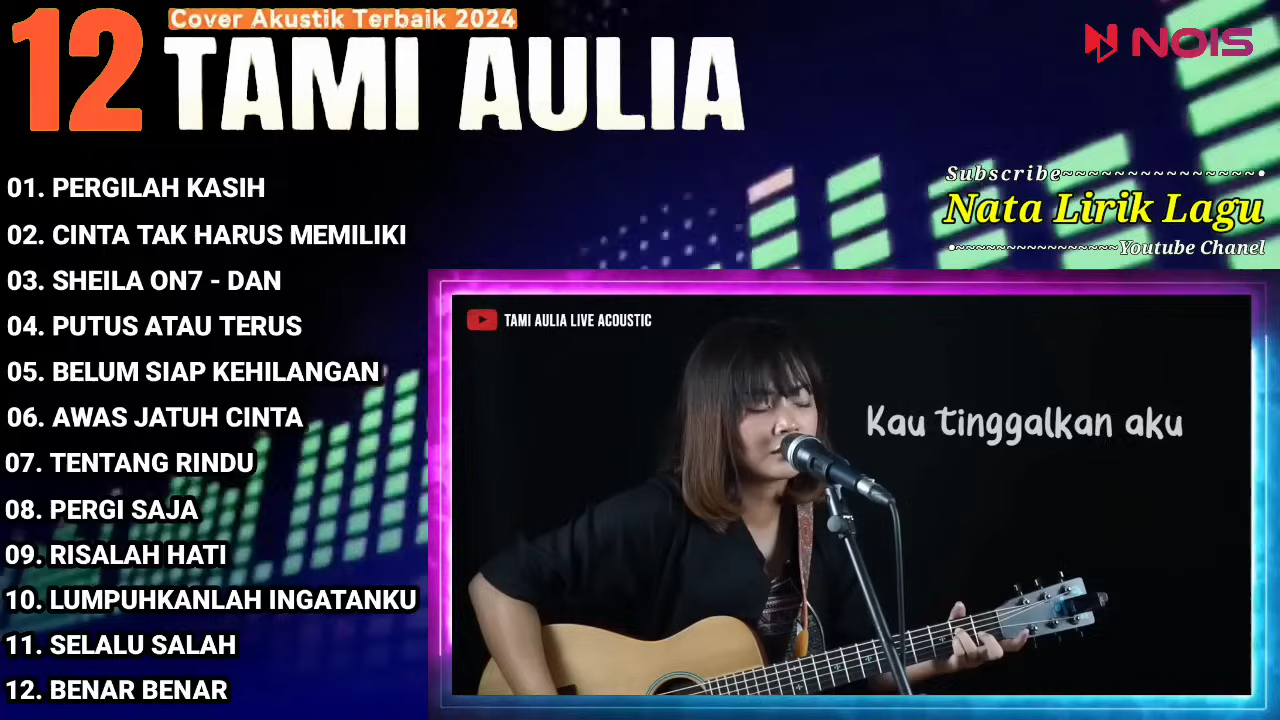 12
Cover Akustik Terbaik 2024
TAMI AULIA
NOIS
Subscribe~~~~~~~~~~~~~~~•
Nata Lirik Lagu
•~~~~~~~~~~~~~~~~Youtube Chanel
01. PERGILAH KASIH
02. CINTA TAK HARUS MEMILIKI
03. SHEILA ON7 - DAN
04. PUTUS ATAU TERUS
05. BELUM SIAP KEHILANGAN
06. AWAS JATUH CINTA
07. TENTANG RINDU
08. PERGI SAJA
09. RISALAH HATI
10. LUMPUHKANLAH INGATANKU
11. SELALU SALAH
12. BENAR BENAR
TAMI AULIA LIVE ACOUSTIC
Kau tinggalkan aku